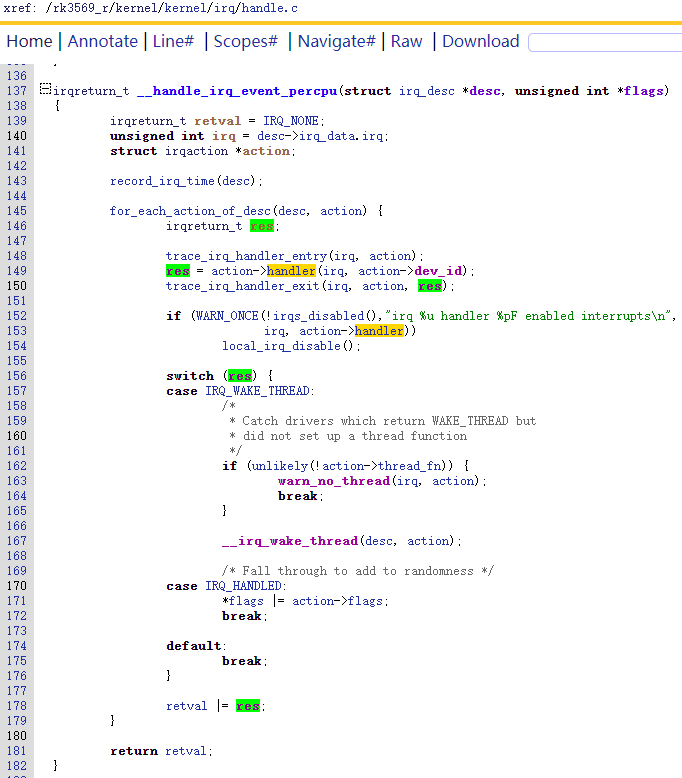 xref: /rk3569_r/kernel/kernel/irq/handle.c
Home | Annotate | Line# | Scopes# | Navigate# | Raw | Download
136
137 irqreturn_t __handle_irq_event_percpu(struct irq_desc *desc, unsigned int *flags)
138 {
139 irqreturn_t retval = IRQ_NONE;
140 unsigned int irq = desc->irq_data.irq;
141 struct irqaction *action;
142
143 record_irq_time(desc);
144
145 for_each_action_of_desc(desc, action) {
146 irqreturn_t res;
147
148 trace_irq_handler_entry(irq, action);
149 res = action->handler(irq, action->dev_id);
150 trace_irq_handler_exit(irq, action, res);
151
152 if (WARN_ONCE(!irqs_disabled(),"irq %u handler %pF enabled interrupts\n",
153 irq, action->handler))
154 local_irq_disable();
155
156 switch (res) {
157 case IRQ_WAKE_THREAD:
158 /*
159 * Catch drivers which return WAKE_THREAD but
160 * did not set up a thread function
161 */
162 if (unlikely(!action->thread_fn)) {
163 warn_no_thread(irq, action);
164 break;
165 }
166
167 __irq_wake_thread(desc, action);
168
169 /* Fall through to add to randomness */
170 case IRQ_HANDLED:
171 *flags |= action->flags;
172 break;
173
174 default:
175 break;
176 }
177
178 retval |= res;
179 }
180
181 return retval;
182 }